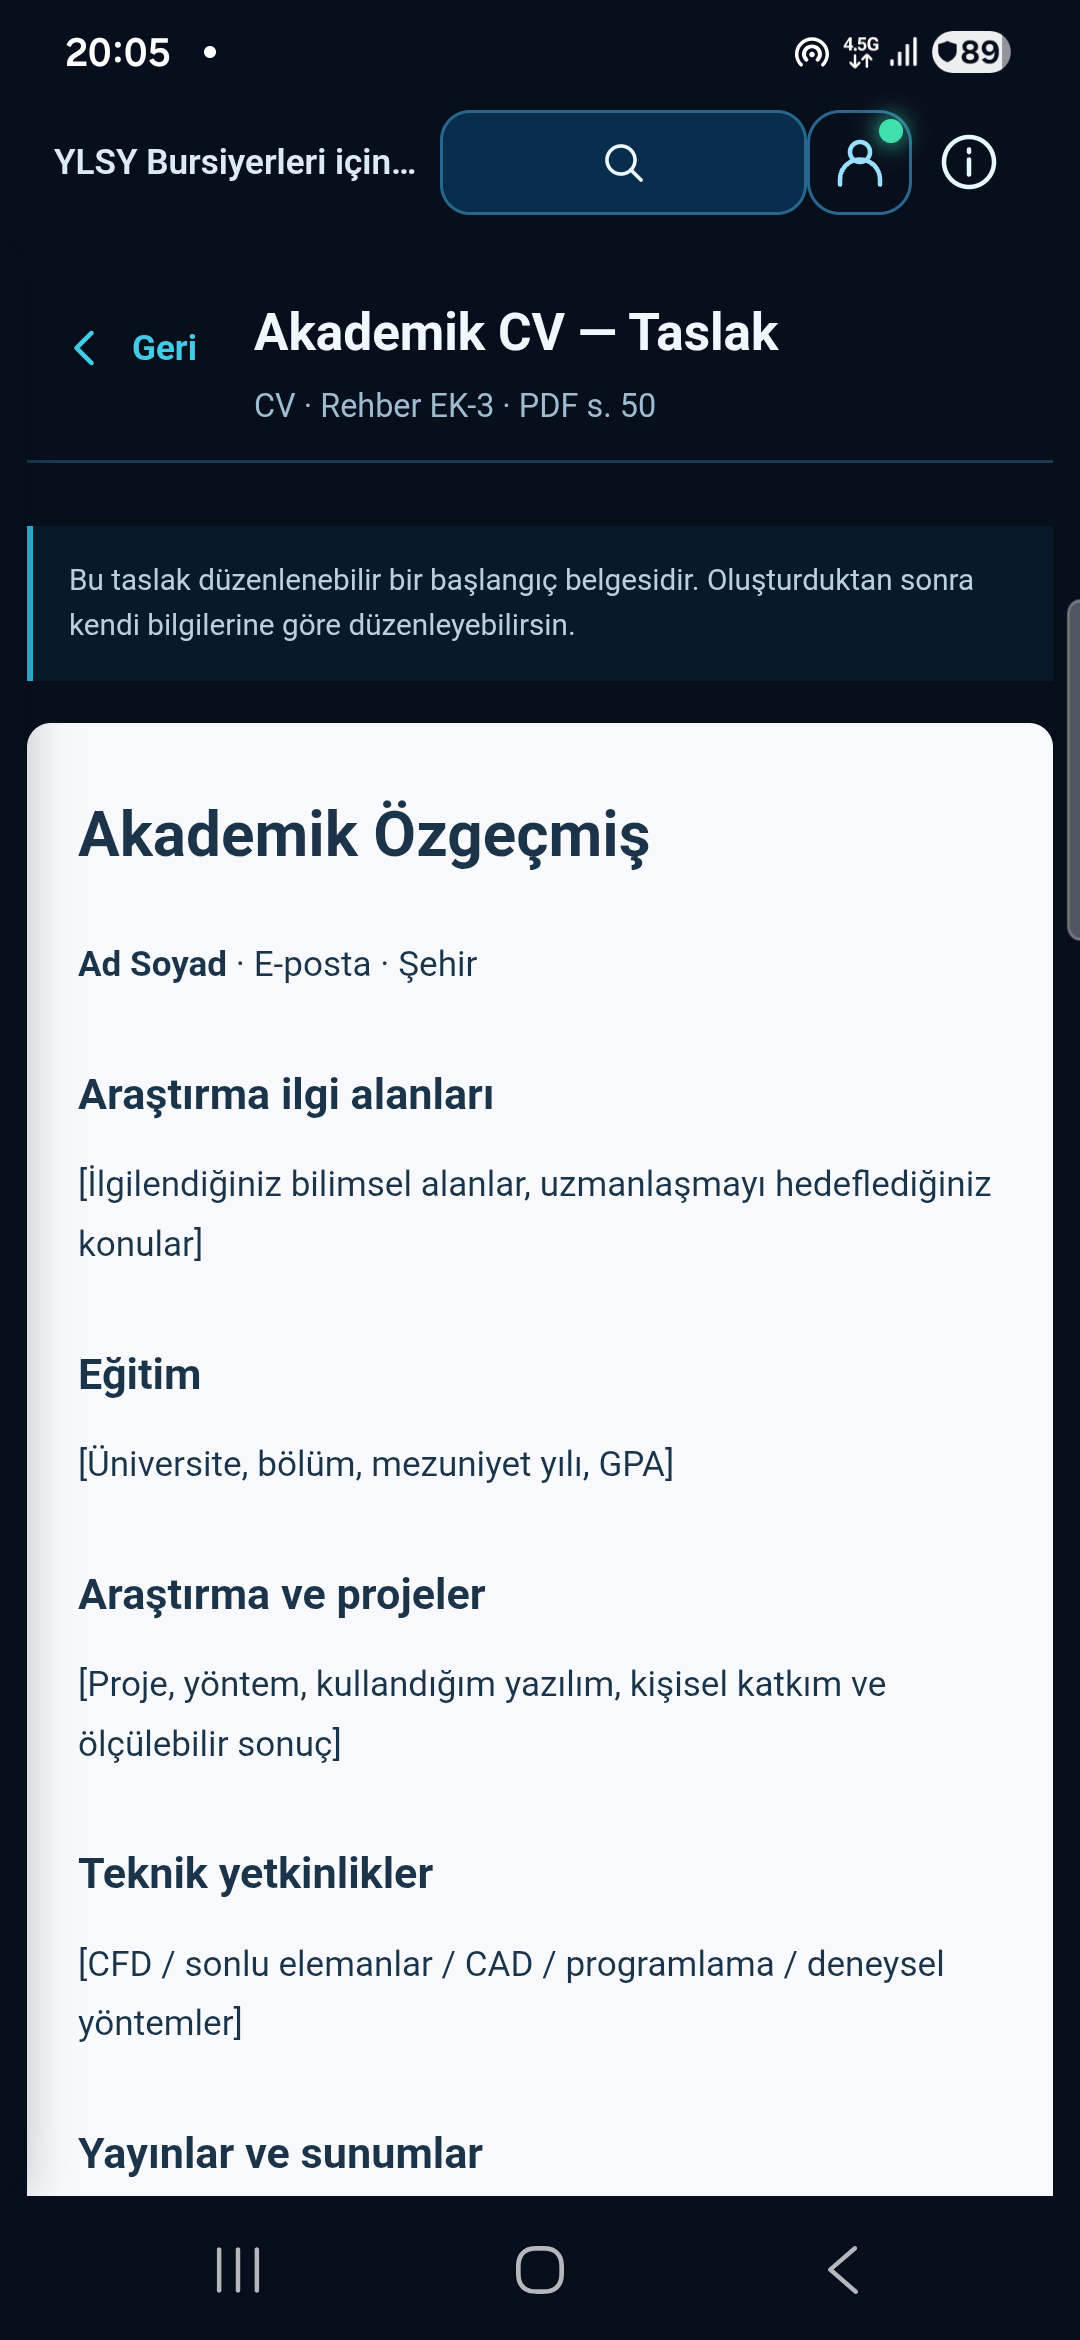 20:05
4.5G
89
YLSY Bursiyerleri için...
Geri
Akademik CV — Taslak
CV · Rehber EK-3 · PDF s. 50
Bu taslak düzenlenebilir bir başlangıç belgesidir. Oluşturduktan sonra
kendi bilgilerine göre düzenleyebilirsin.
Akademik Özgeçmiş
Ad Soyad · E-posta · Şehir
Araştırma ilgi alanları
[İlgilendiğiniz bilimsel alanlar, uzmanlaşmayı hedeflediğiniz
konular]
Eğitim
[Üniversite, bölüm, mezuniyet yılı, GPA]
Araştırma ve projeler
[Proje, yöntem, kullandığım yazılım, kişisel katkım ve
ölçülebilir sonuç]
Teknik yetkinlikler
[CFD / sonlu elemanlar / CAD / programlama / deneysel
yöntemler]
Yayınlar ve sunumlar